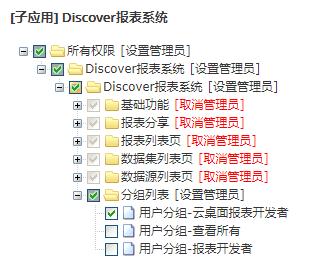 [子应用] Discover报表系统
所有权限 [设置管理员]
Discover报表系统 [设置管理员]
Discover报表系统 [设置管理员]
基础功能 [取消管理员]
报表分享 [取消管理员]
报表列表页 [取消管理员]
数据集列表页 [取消管理员]
数据源列表页 [取消管理员]
分组列表 [设置管理员]
用户分组-云桌面报表开发者
用户分组-查看所有
用户分组-报表开发者